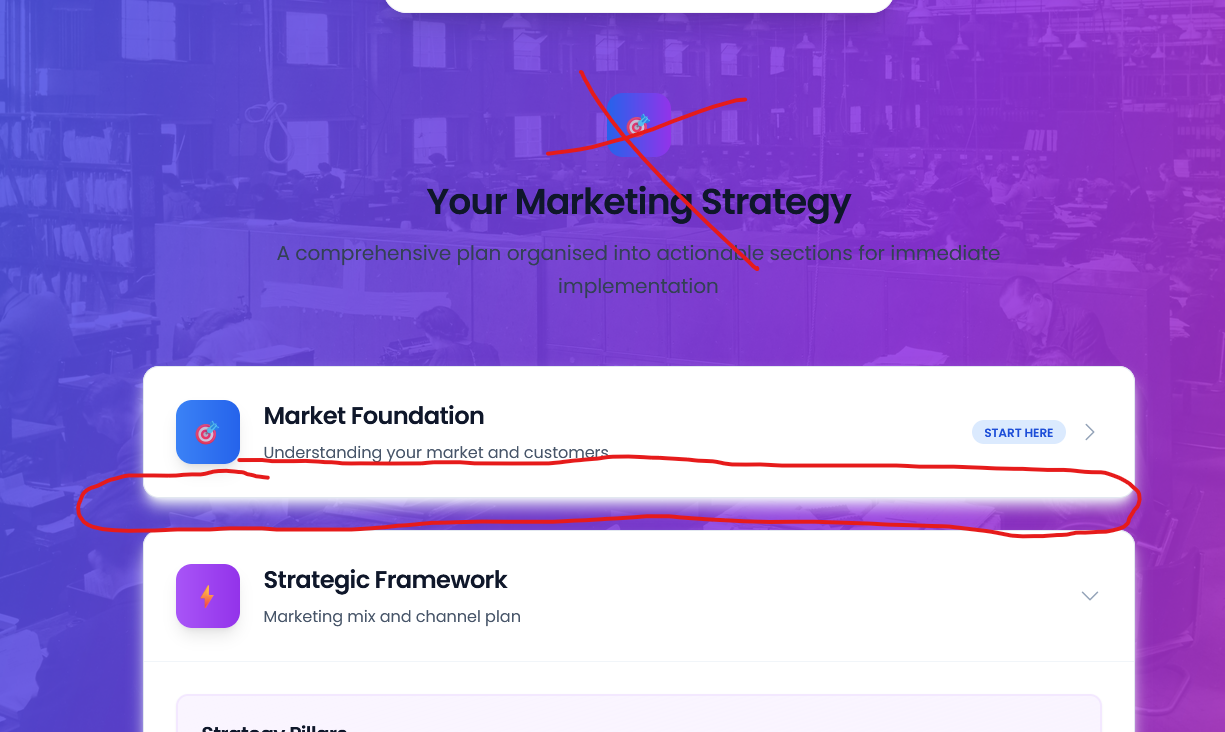 Your Marketing Strategy
A comprehensive plan organised into actionable sections for immediate
implementation
Market Foundation
START HERE
Understanding your market and customers
Strategic Framework
Marketing mix and channel plan
Strategy Pillars